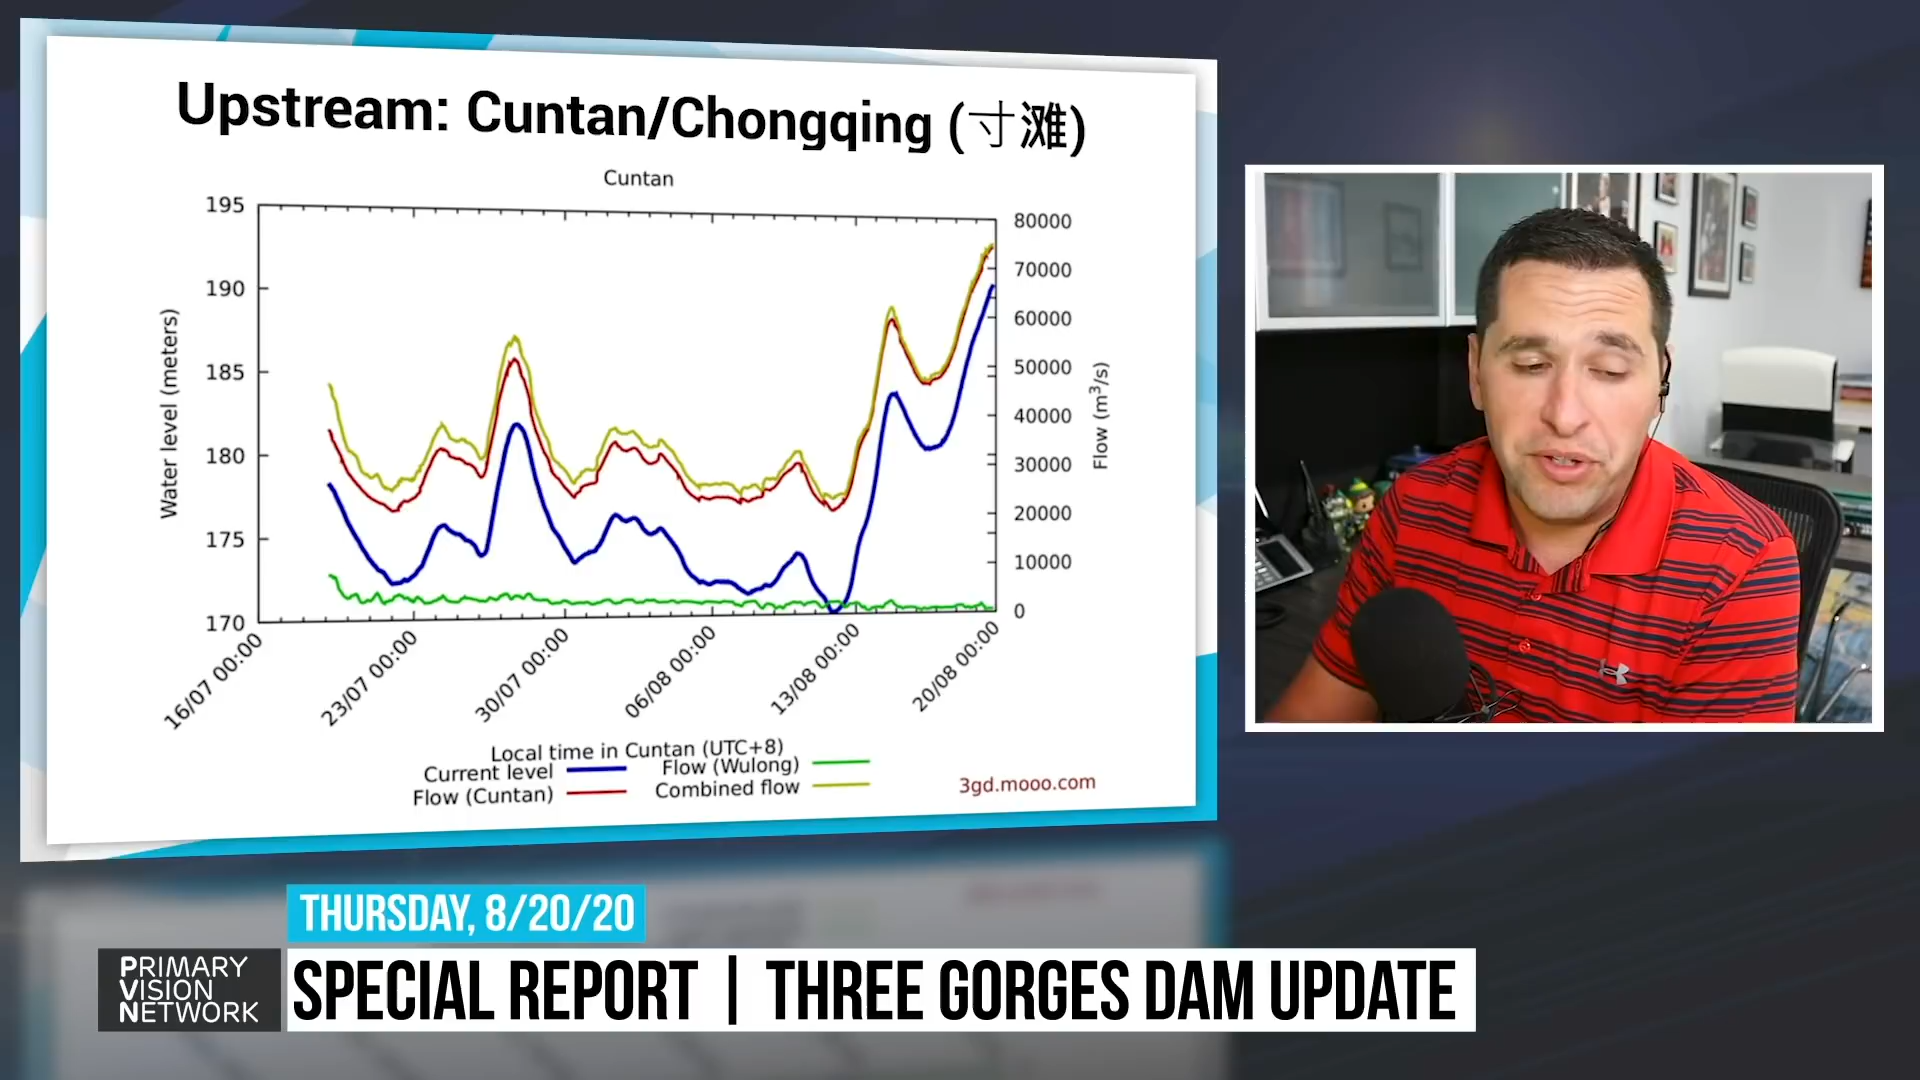 Upstream: Cuntan/Chongqing (寸滩)
Cuntan
195
190
185
180
175
170
Water level (meters)
80000
70000
60000
50000
40000
30000
20000
10000
0
Flow (m³/s)
16/07 00:00
23/07 00:00
30/07 00:00
06/08 00:00
13/08 00:00
20/08 00:00
Local time in Cuntan (UTC+8)
Current level
Flow (Wulong)
Flow (Cuntan)
Combined flow
3gd.mooo.com
THURSDAY, 8/20/20
PRIMARY
VISION
NETWORK
SPECIAL REPORT | THREE GORGES DAM UPDATE